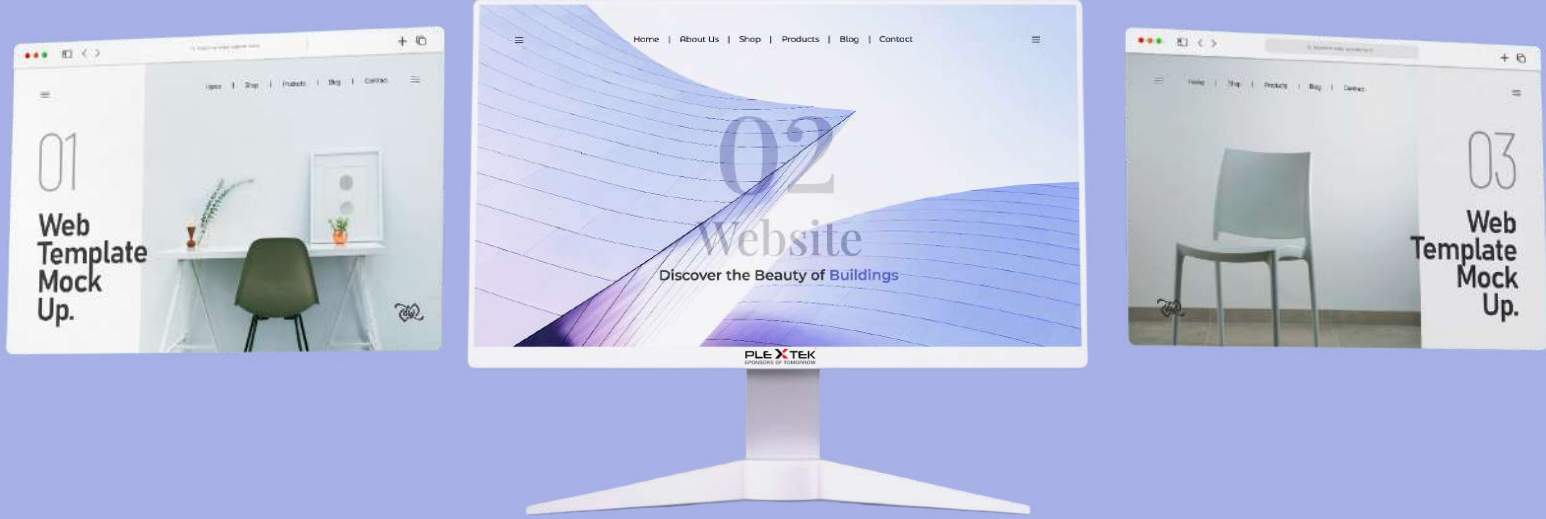 Home | Shop | Products | Blog | Contact
01
Web
Template
Mock
Up.
Home | About Us | Shop | Products | Blog | Contact
02
Website
Discover the Beauty of Buildings
PLEXTEK
SPONSORS OF TOMORROW
Home | Shop | Products | Blog | Contact
03
Web
Template
Mock
Up.